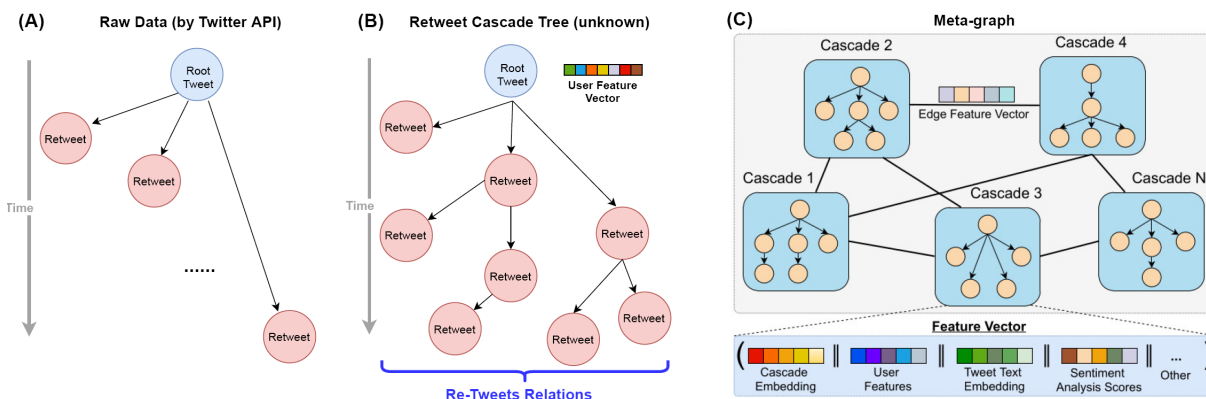 (A) Raw Data (by Twitter API)
Root
Tweet
Retweet
Retweet
Time
......
Retweet
(B) Retweet Cascade Tree (unknown)
Root
Tweet
User Feature
Vector
Retweet
Retweet
Time
Retweet
Retweet
Retweet
Retweet
Retweet
Retweet
Re-Tweets Relations
(C) Meta-graph
Cascade 2
Cascade 4
Edge Feature Vector
Cascade 1
Cascade 3
Cascade N
Feature Vector
( Cascade
Embedding
‖ User
Features
‖ Tweet Text
Embedding
‖ Sentiment
Analysis Scores
‖ ...
Other )